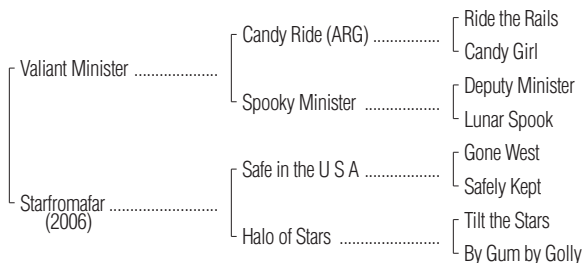 Valiant Minister ....................
Starfromafar ..........................
(2006)
Candy Ride (ARG) ................
Spooky Minister ..................
Safe in the U S A ..................
Halo of Stars ........................
Ride the Rails
Candy Girl
Deputy Minister
Lunar Spook
Gone West
Safely Kept
Tilt the Stars
By Gum by Golly